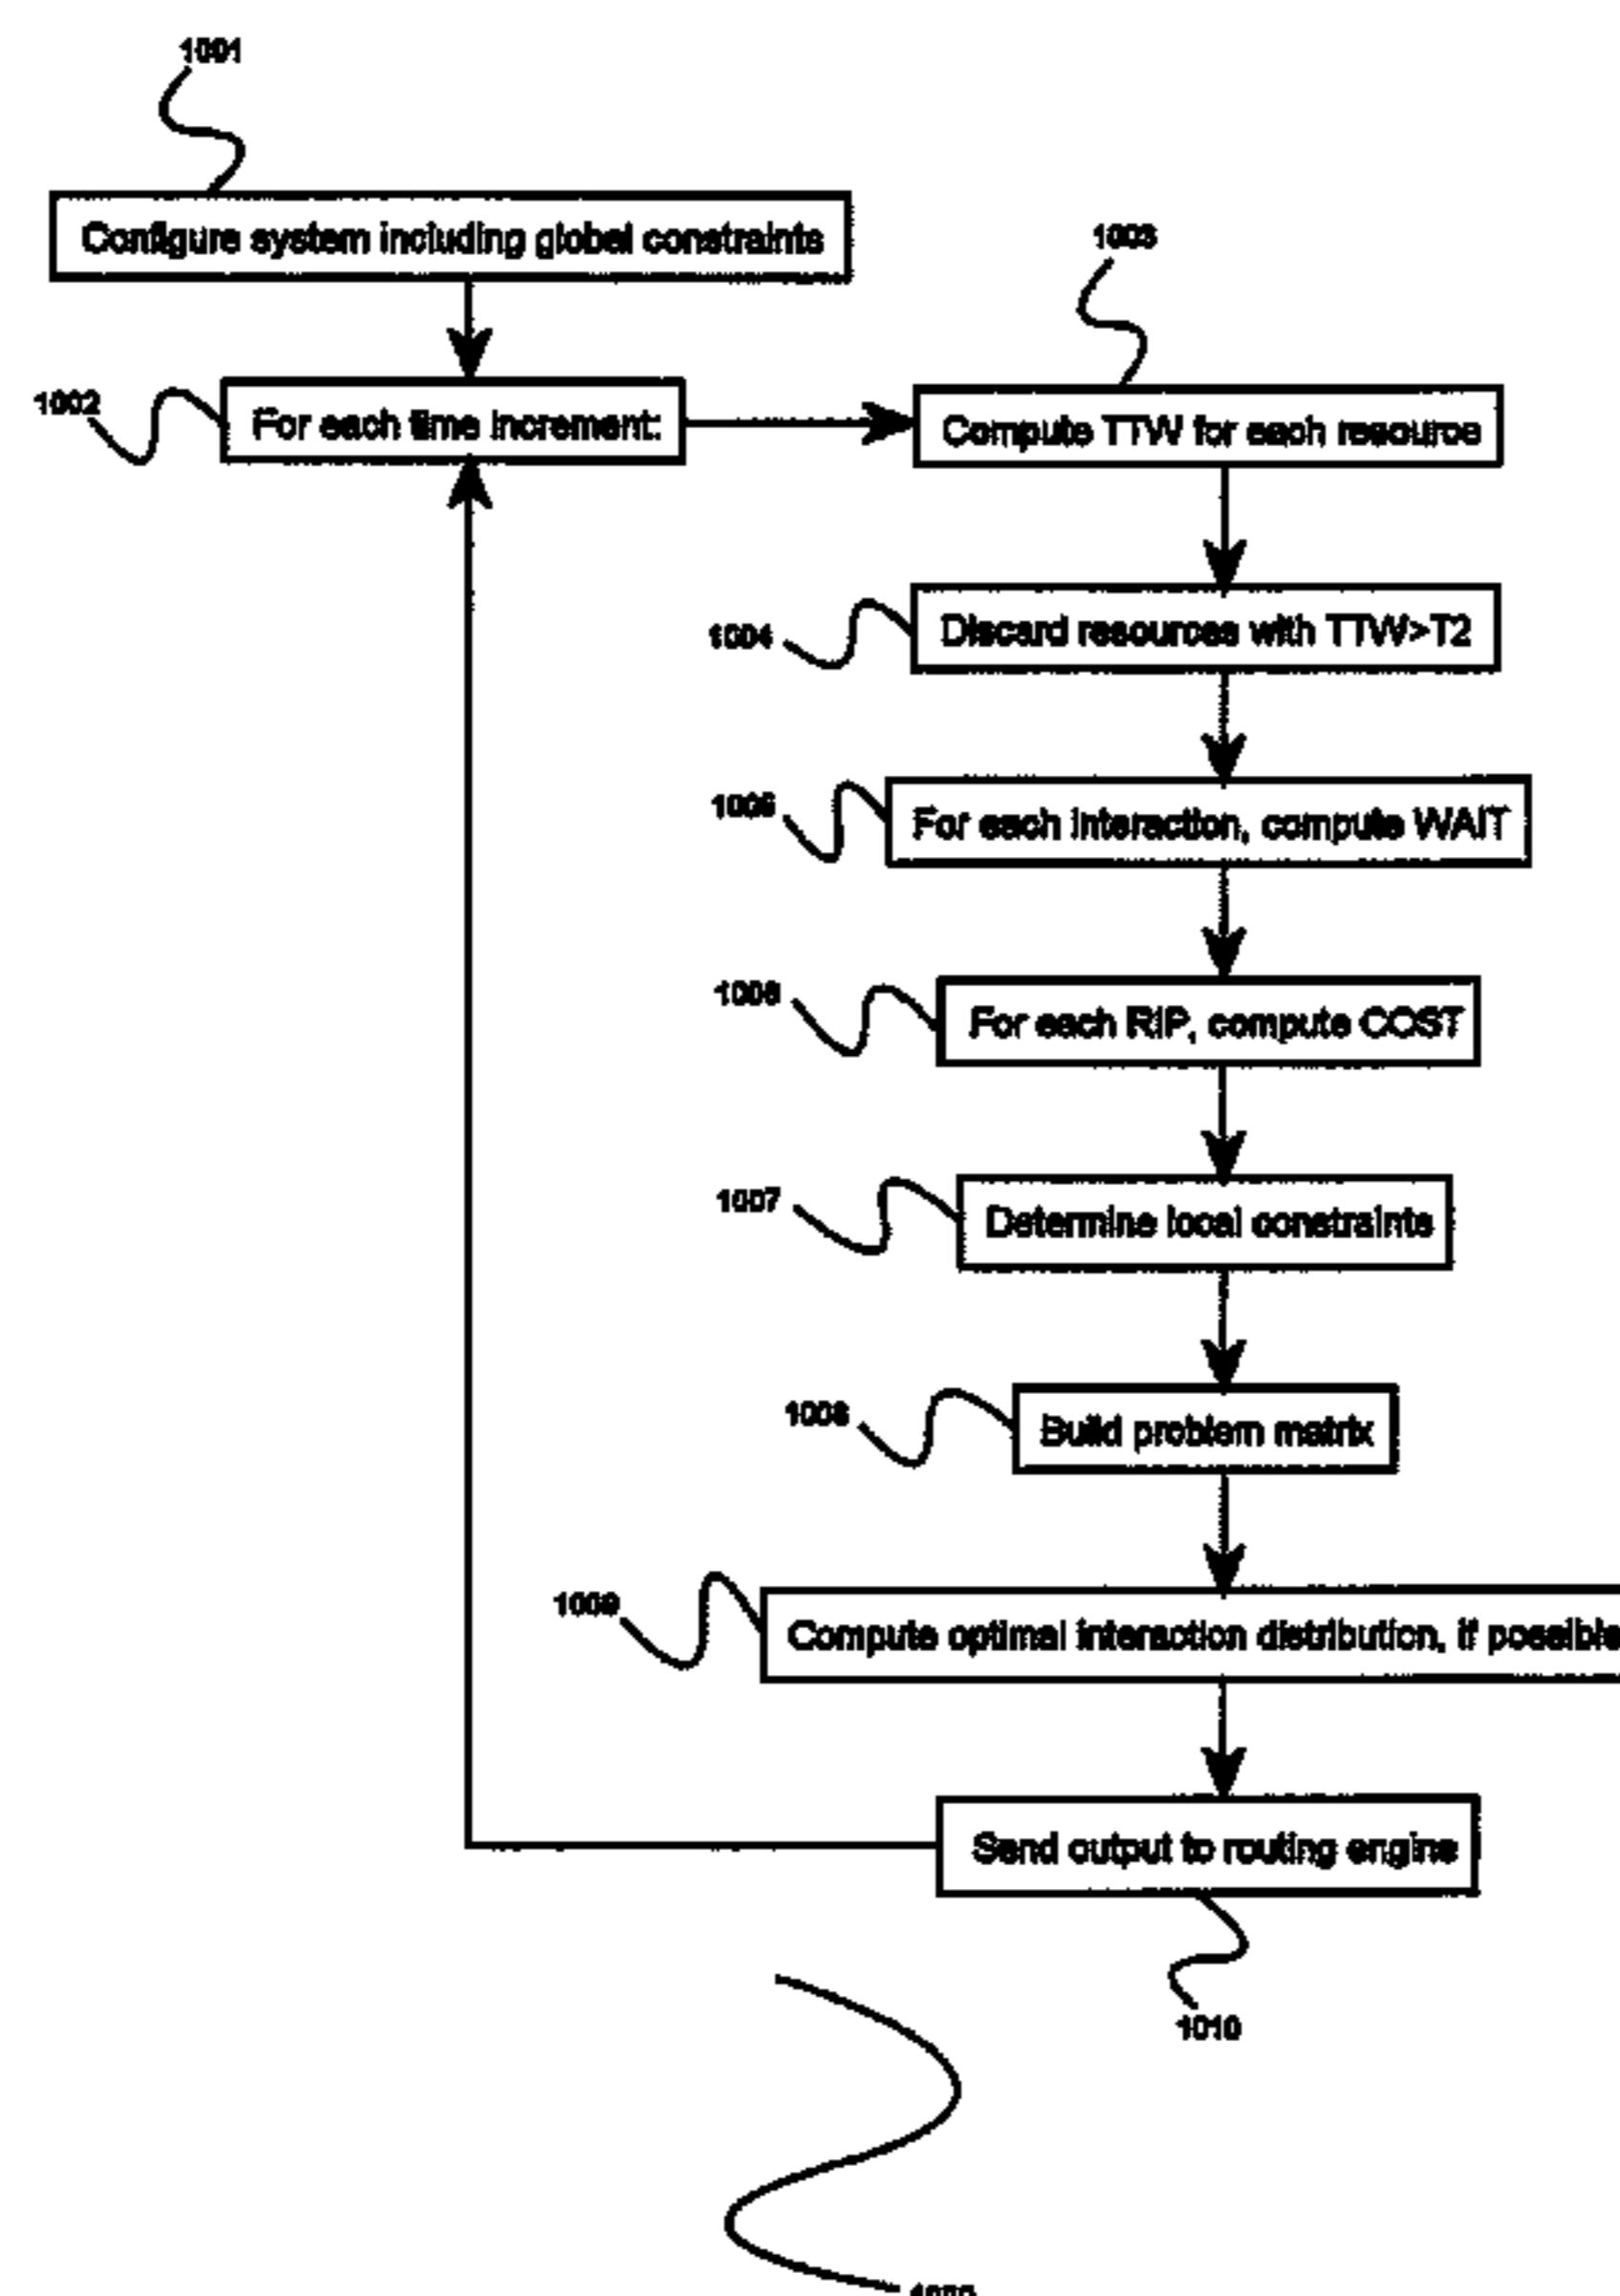 1001
Configure system including global constraints
1003
1002
For each time increment:
Compute TTW for each resource
1004
Discard resources with TTW>T2
1005
For each interaction, compute WAIT
1006
For each RIP, compute COST
1007
Determine local constraints
1008
Build problem matrix
1009
Compute optimal interaction distribution, if possible
Send output to routing engine
1010